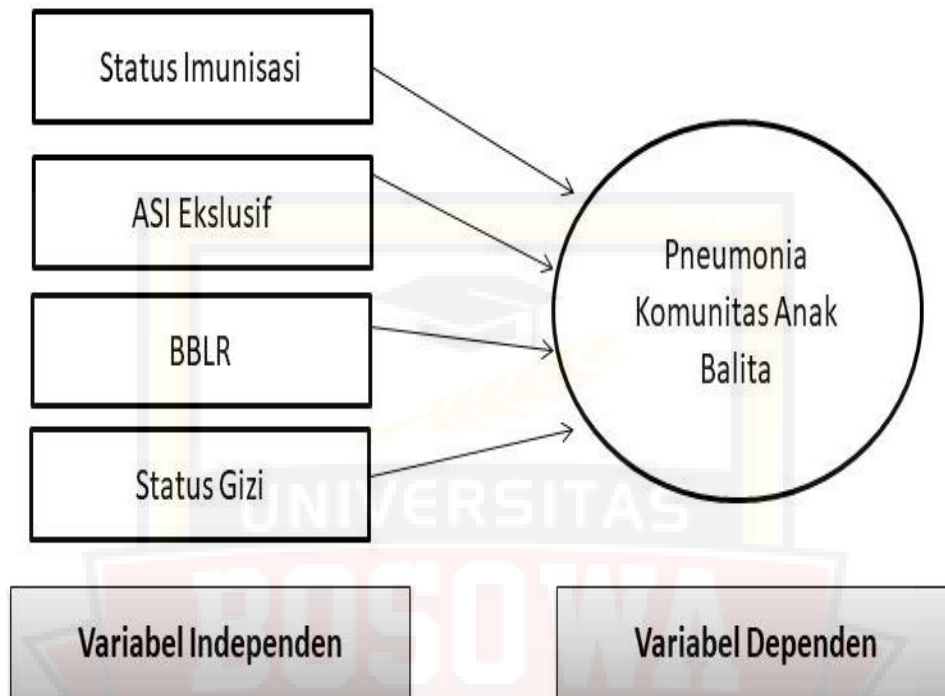 Status Imunisasi
ASI Ekslusif
BBLR
Status Gizi
Pneumonia
Komunitas Anak
Balita
UNIVERSITAS
BOSOWA
Variabel Independen
Variabel Dependen